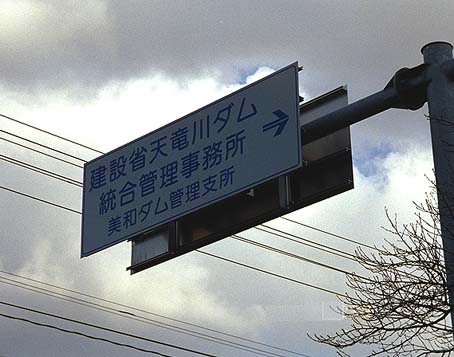 建設省天竜川ダム
統合管理事務所
美和ダム管理支所
→